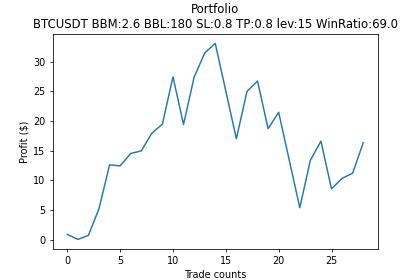 Portfolio
BTCUSDT BBM:2.6 BBL:180 SL:0.8 TP:0.8 lev:15 WinRatio:69.0
30
25
20
15
10
5
0
Profit ($)
0 5 10 15 20 25
Trade counts